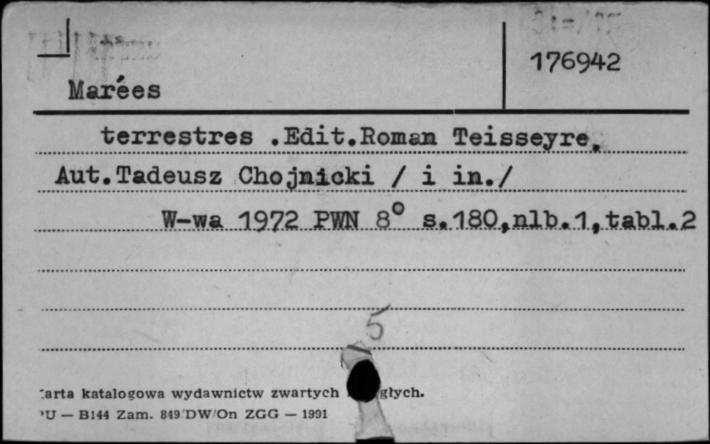 176942
Marées
terrestres .Edit.Roman Teisseyre.
Aut.Tadeusz Chojnicki / i in./
W-wa 1972 PWN 8° s.180,nlb.1,tabl.2
5
arta katalogowa wydawnictw zwartych głych.
U — B144 Zam. 849/DW/On ZGG — 1991